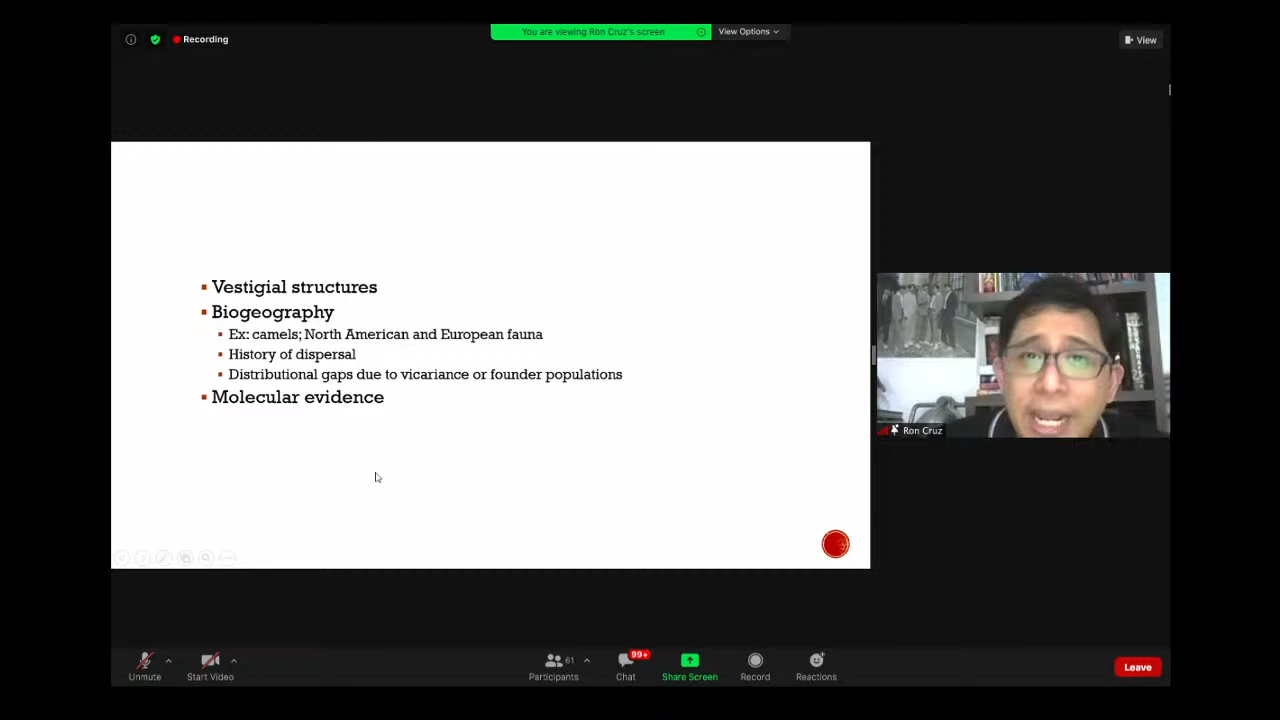 Recording
You are viewing Ron Cruz's screen
View Options
View
Vestigial structures
Biogeography
Ex: camels; North American and European fauna
History of dispersal
Distributional gaps due to vicariance or founder populations
Molecular evidence
Ron Cruz
Unmute
Start Video
Participants
61
Chat
99+
Share Screen
Record
Reactions
Leave